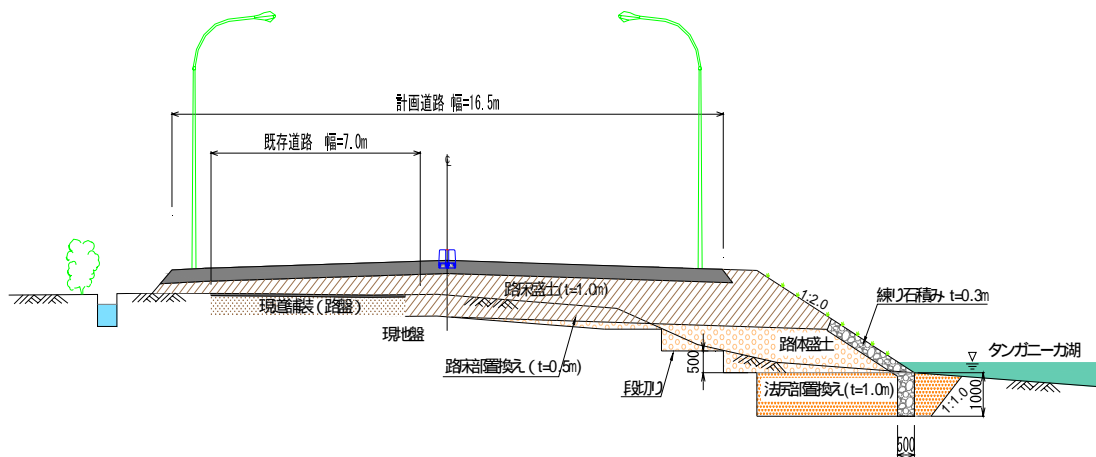 計画道路 幅=16.5m
既存道路 幅=7.0m
℄
1:2.0
練り石積み t=0.3m
路床盛土(t=1.0m)
現道舗装(路盤)
タンガニーカ湖
現地盤
路体盛土
路床部置換え(t=0.5m)
500
段切り
法尻部置換え(t=1.0m)
1:1.0
1000
500